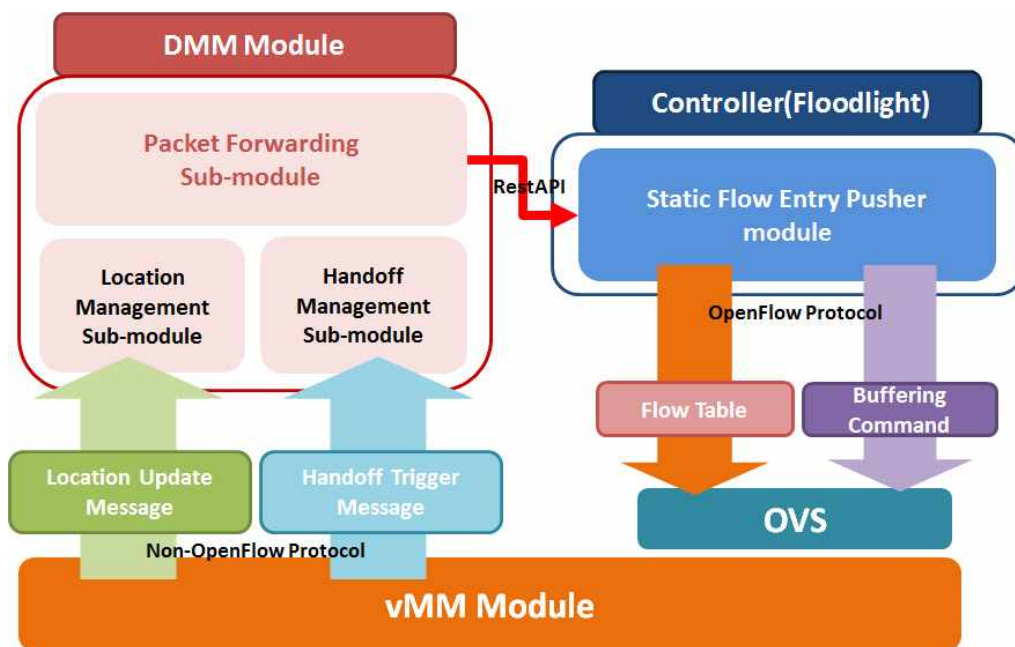 DMM Module
Packet Forwarding
Sub-module
Location
Management
Sub-module
Handoff
Management
Sub-module
RestAPI
Controller(Floodlight)
Static Flow Entry Pusher
module
OpenFlow Protocol
Flow Table
Buffering
Command
Location Update
Message
Handoff Trigger
Message
Non-OpenFlow Protocol
OVS
vMM Module